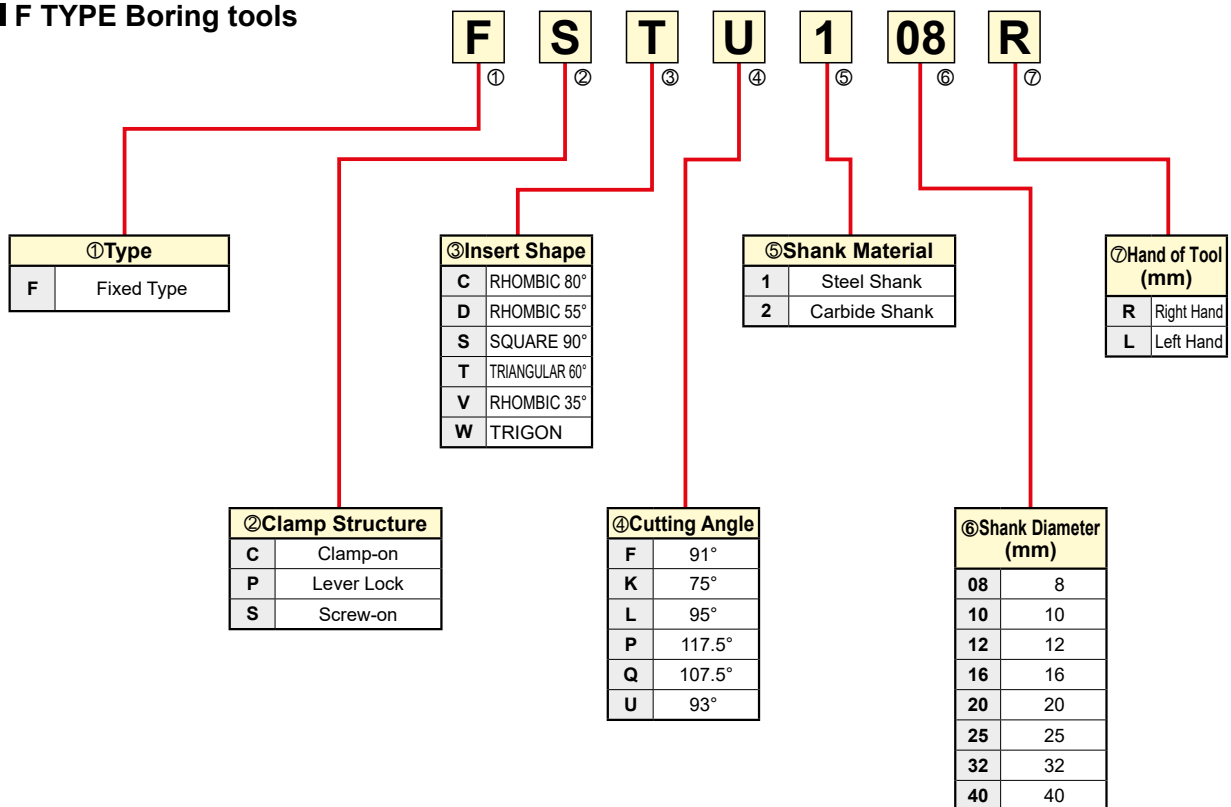 F TYPE Boring tools
F S T U 1 08 R
① ② ③ ④ ⑤ ⑥ ⑦
①Type
F Fixed Type
③Insert Shape
C RHOMBIC 80°
D RHOMBIC 55°
S SQUARE 90°
T TRIANGULAR 60°
V RHOMBIC 35°
W TRIGON
⑤Shank Material
1 Steel Shank
2 Carbide Shank
⑦Hand of Tool
(mm)
R Right Hand
L Left Hand
②Clamp Structure
C Clamp-on
P Lever Lock
S Screw-on
④Cutting Angle
F 91°
K 75°
L 95°
P 117.5°
Q 107.5°
U 93°
⑥Shank Diameter
(mm)
08 8
10 10
12 12
16 16
20 20
25 25
32 32
40 40